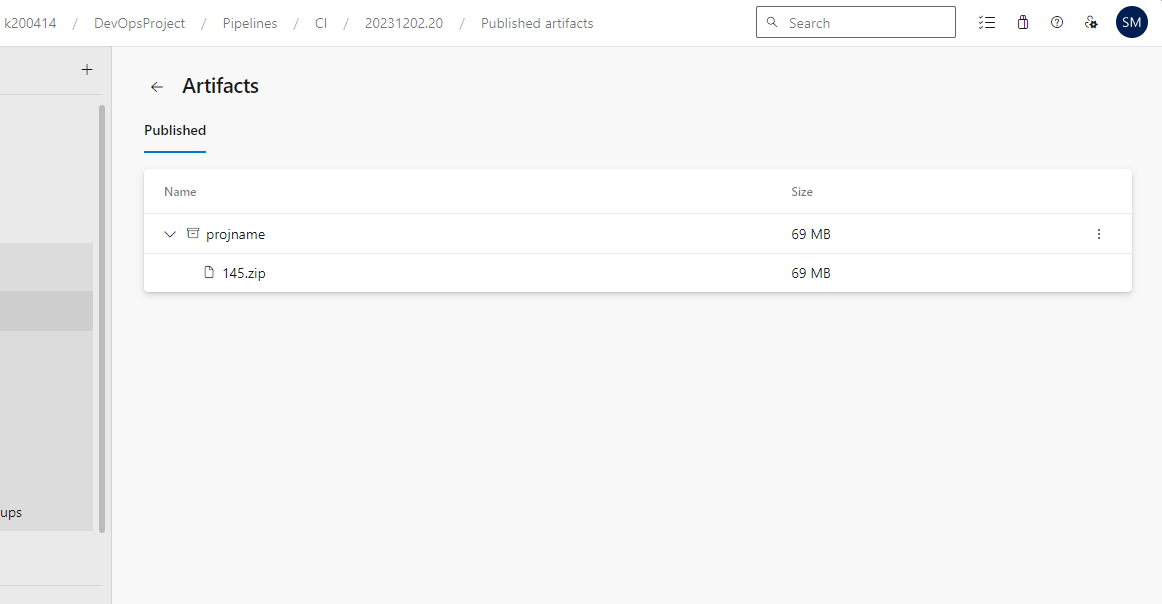 k200414 / DevOpsProject / Pipelines / CI / 20231202.20 / Published artifacts
Search
SM
Artifacts
Published
Name Size
projname 69 MB
145.zip 69 MB
ups